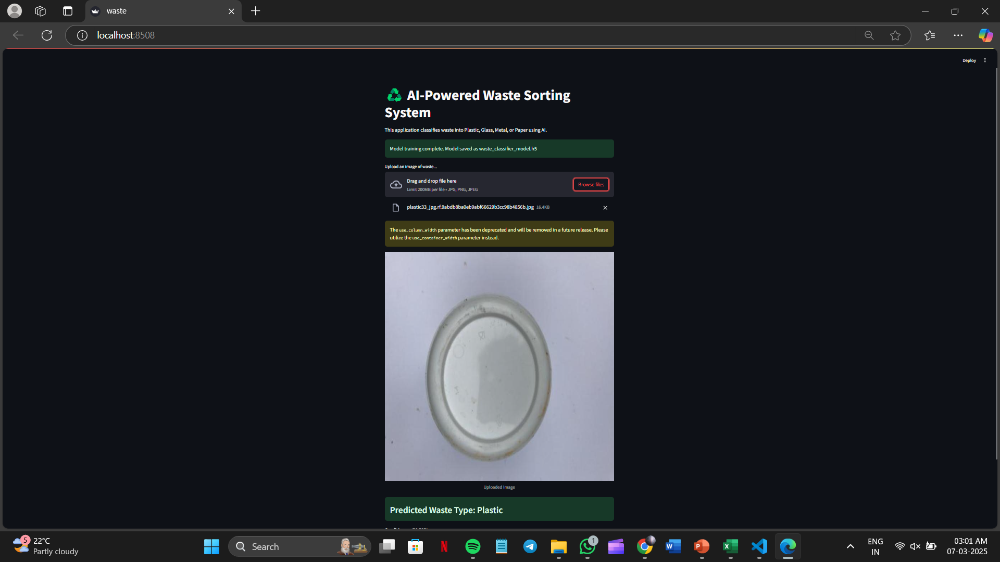 waste
localhost:8508
Deploy
AI-Powered Waste Sorting
System
This application classifies waste into Plastic, Glass, Metal, or Paper using AI.
Model training complete. Model saved as waste_classifier_model.h5
Upload an image of waste...
Drag and drop file here
Limit 200MB per file • JPG, PNG, JPEG
Browse files
plastic33_jpg.rf.9abdb8ba0eb9abf66629b3cc98b4856b.jpg 16.4KB
The use_column_width parameter has been deprecated and will be removed in a future release. Please
utilize the use_container_width parameter instead.
Uploaded Image
Predicted Waste Type: Plastic
5
22°C
Partly cloudy
Search
1
ENG
IN
03:01 AM
07-03-2025